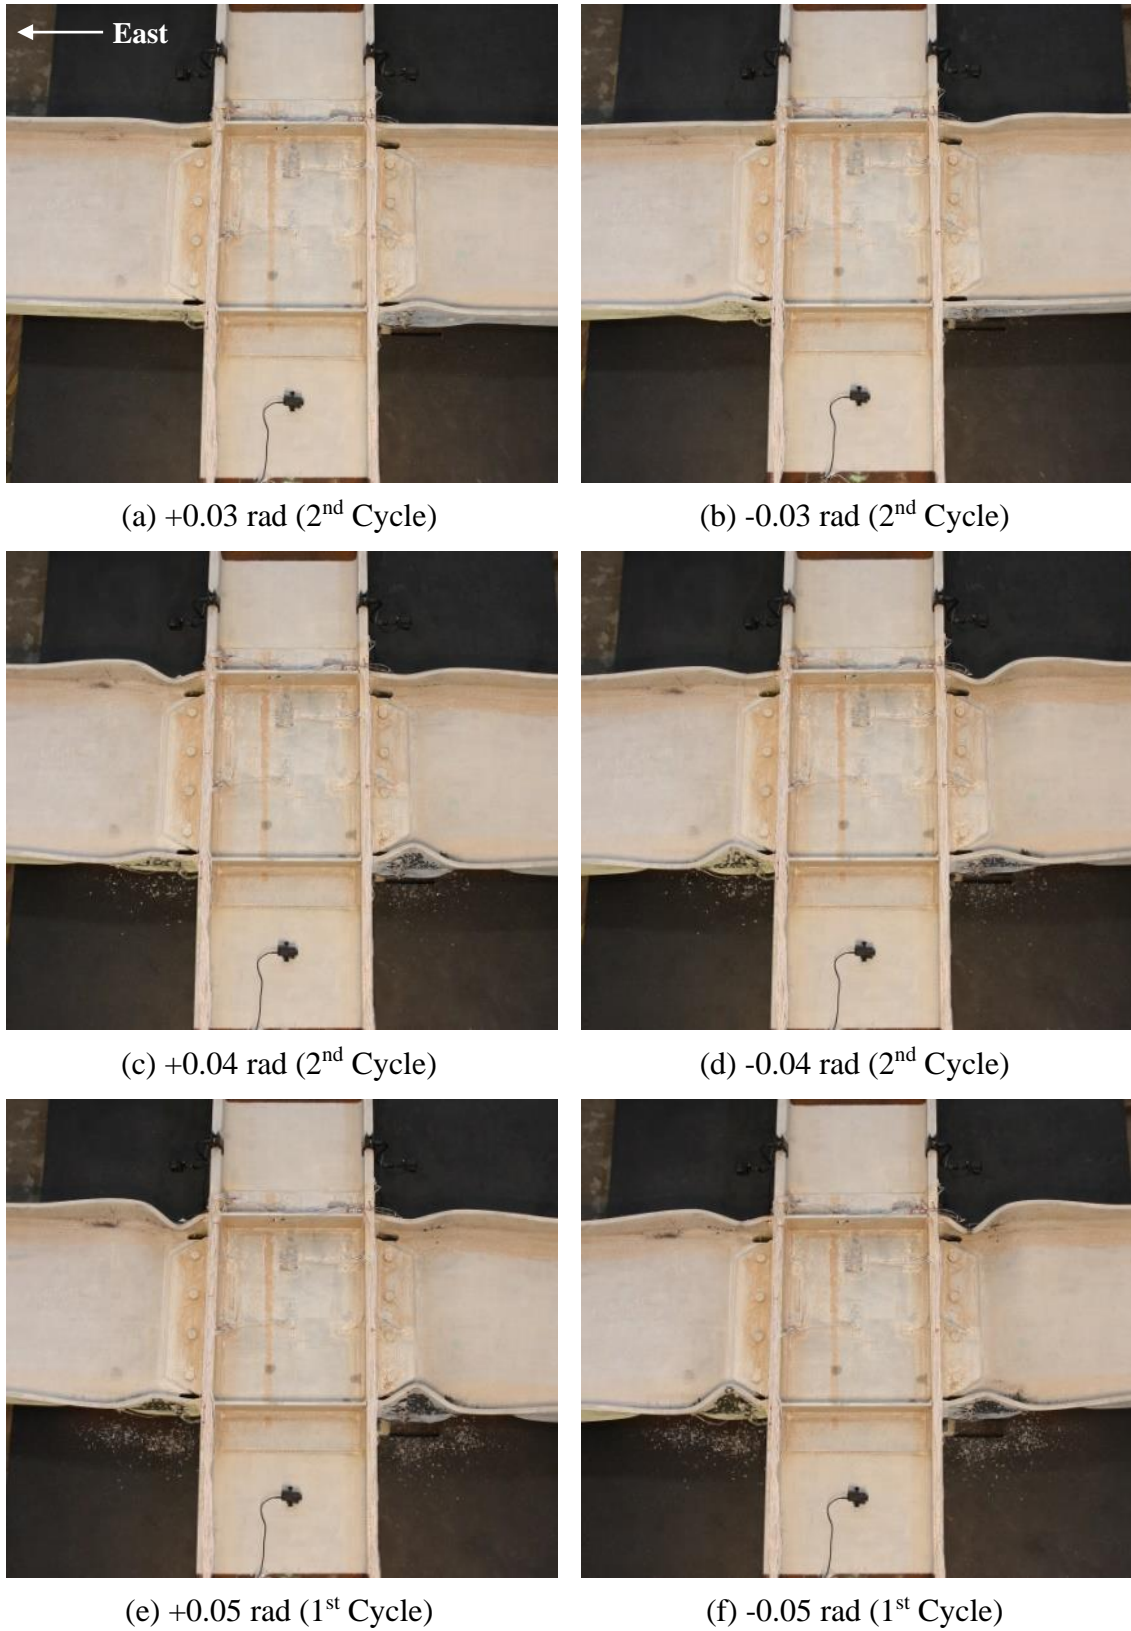 East
(a) +0.03 rad (2nd Cycle)
(b) -0.03 rad (2nd Cycle)
(c) +0.04 rad (2nd Cycle)
(d) -0.04 rad (2nd Cycle)
(e) +0.05 rad (1st Cycle)
(f) -0.05 rad (1st Cycle)